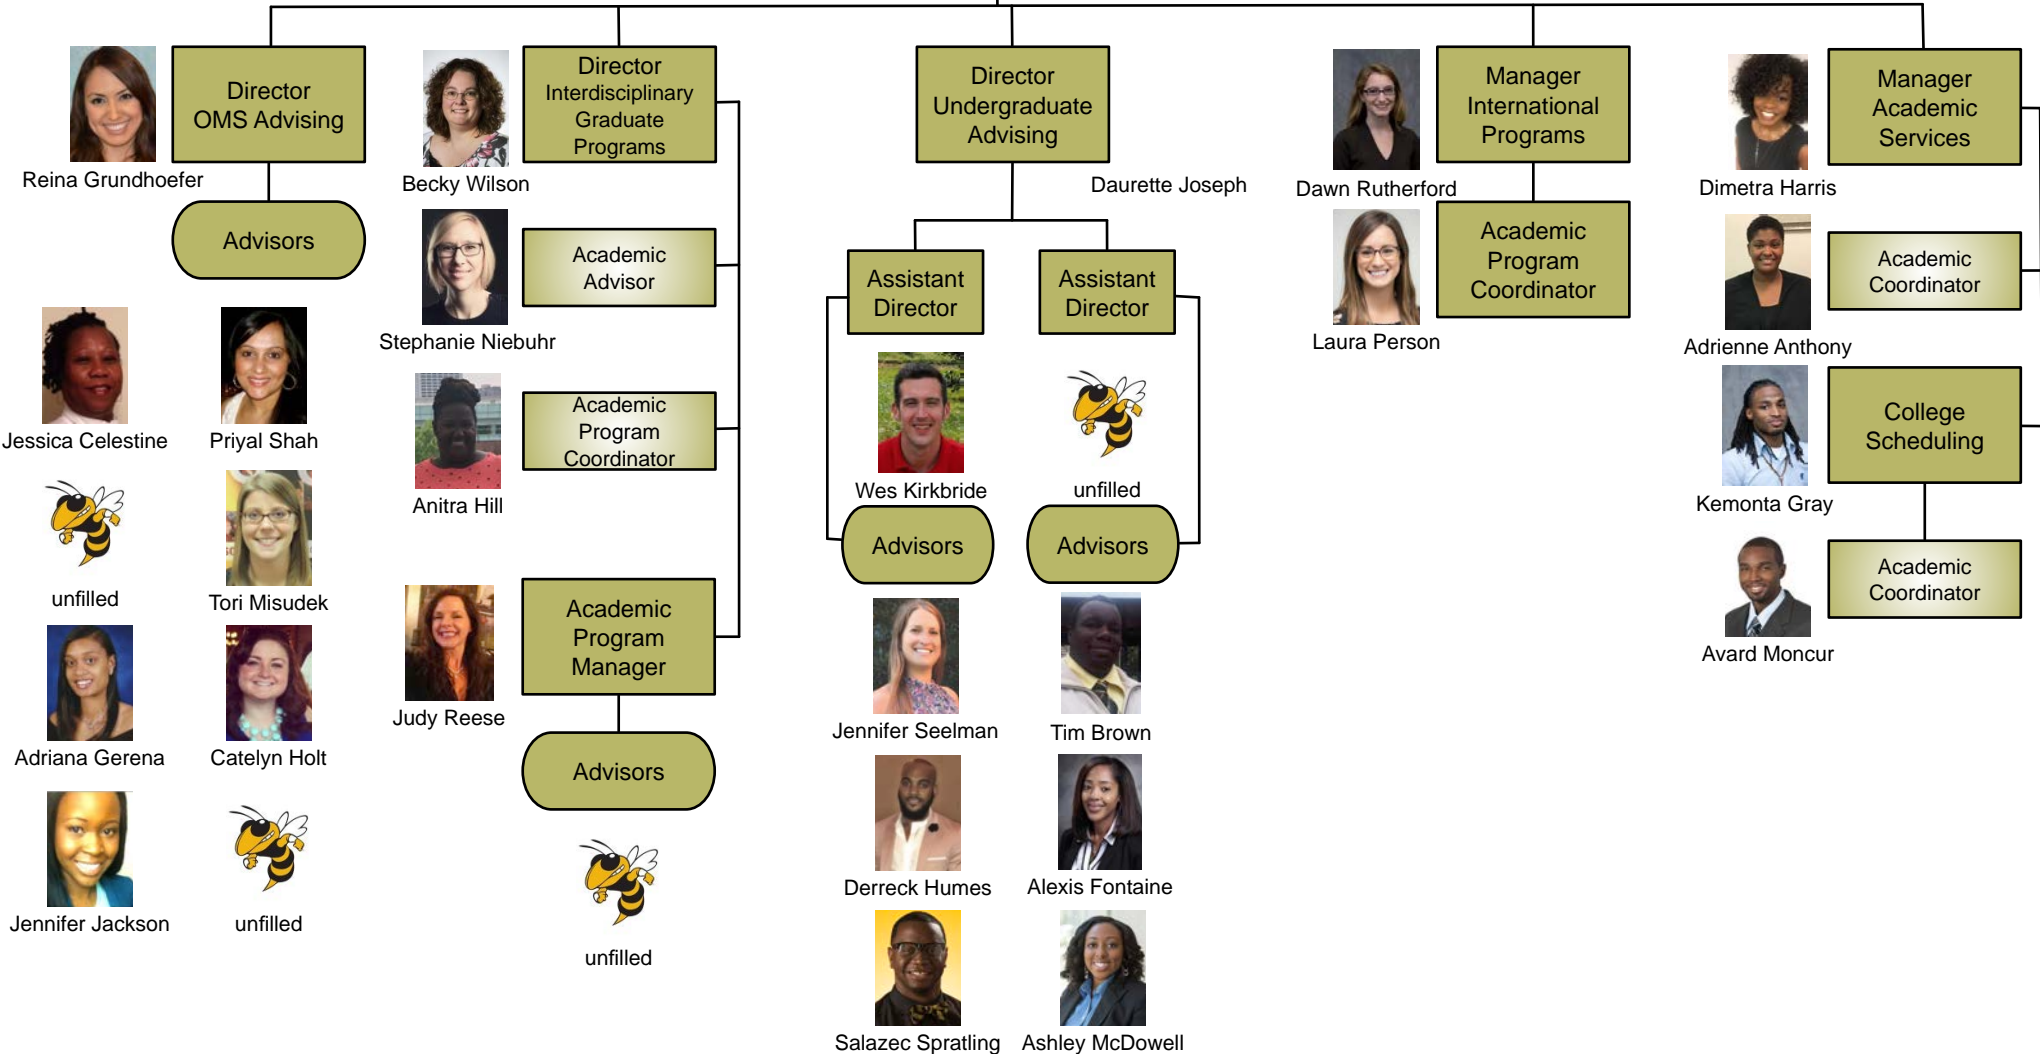 Director
OMS Advising
Reina Grundhoefer
Advisors
Jessica Celestine
Priyal Shah
unfilled
Tori Misudek
Adriana Gerena
Catelyn Holt
Jennifer Jackson
unfilled
Director
Interdisciplinary
Graduate
Programs
Becky Wilson
Academic
Advisor
Stephanie Niebuhr
Academic
Program
Coordinator
Anitra Hill
Academic
Program
Manager
Judy Reese
Advisors
unfilled
Director
Undergraduate
Advising
Daurette Joseph
Assistant
Director
Wes Kirkbride
Advisors
Jennifer Seelman
Derreck Humes
Salazec Spratling
Assistant
Director
unfilled
Advisors
Tim Brown
Alexis Fontaine
Ashley McDowell
Manager
International
Programs
Dawn Rutherford
Academic
Program
Coordinator
Laura Person
Manager
Academic
Services
Dimetra Harris
Academic
Coordinator
Adrienne Anthony
College
Scheduling
Kemonta Gray
Academic
Coordinator
Avard Moncur